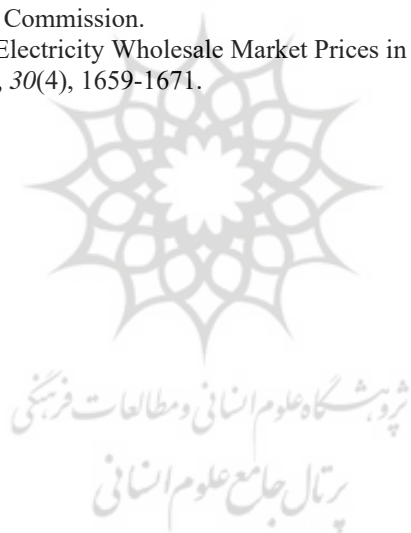 Commission.
Electricity Wholesale Market Prices in
, 30(4), 1659-1671.
پژوهشگاه علوم انسانی و مطالعات فرهنگی
پرتال جامع علوم انسانی